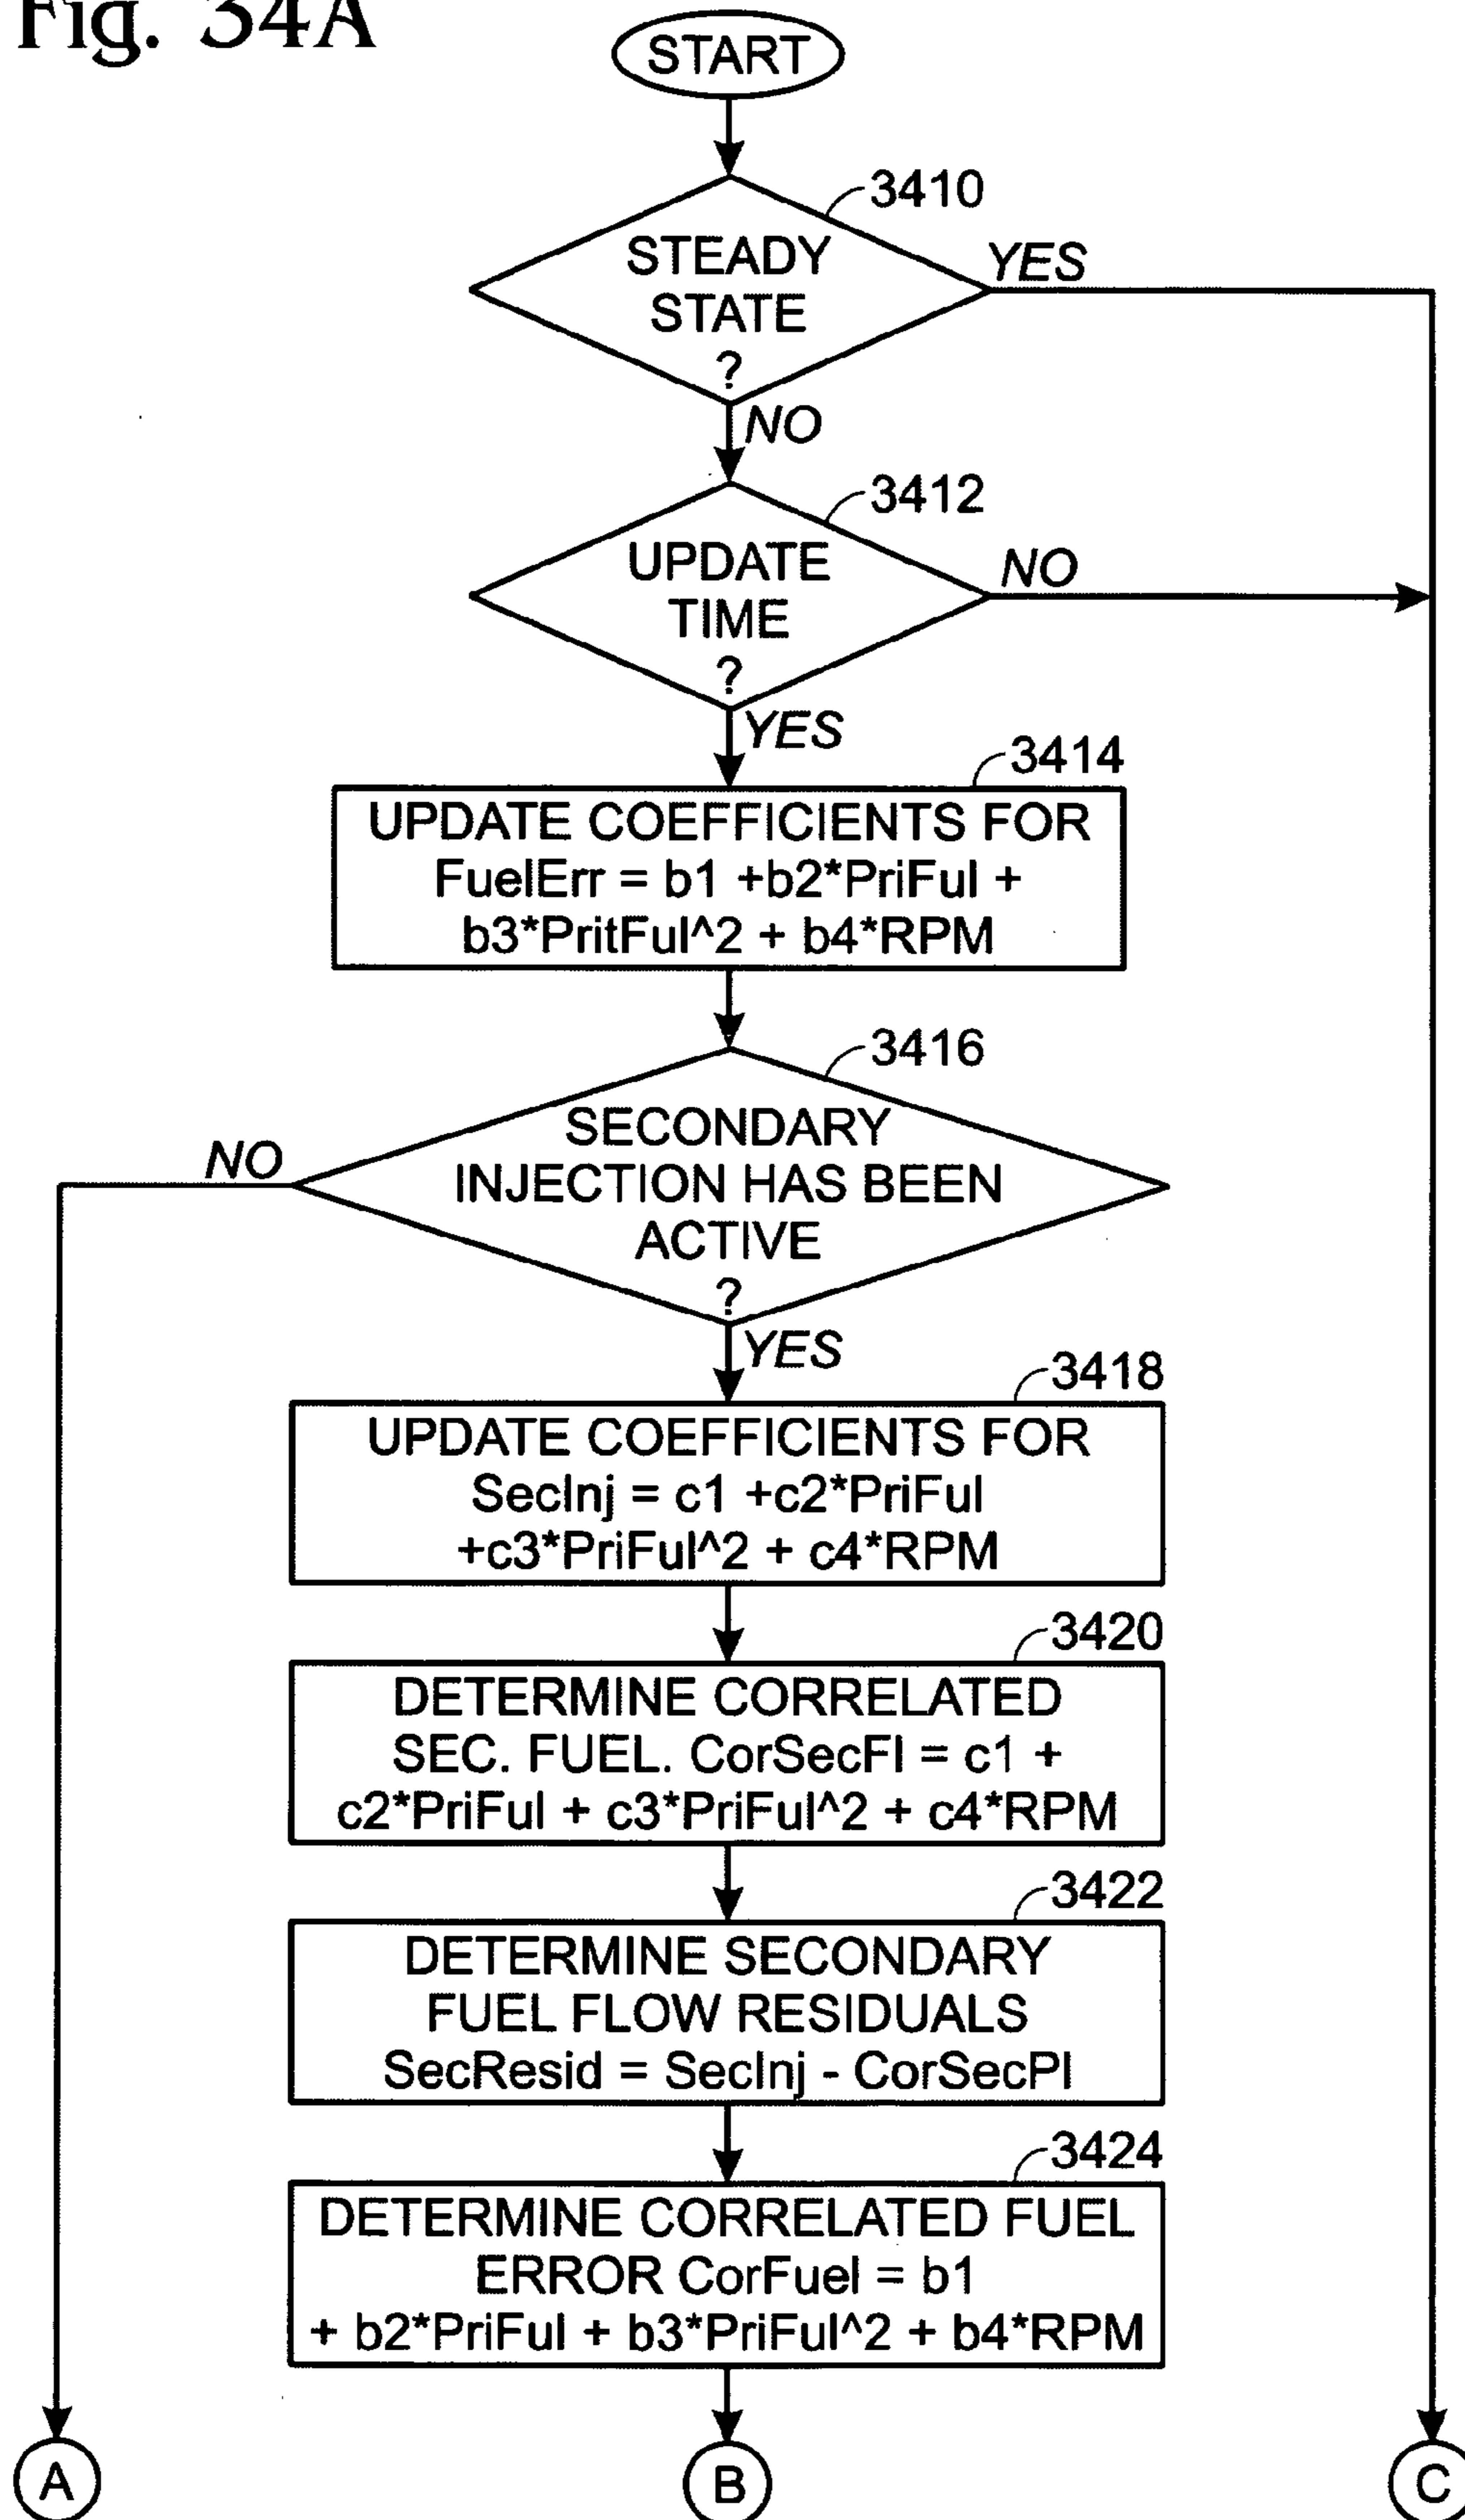 Fig. 34A
START
3410
STEADY
STATE
?
YES
NO
3412
UPDATE
TIME
?
NO
YES
3414
UPDATE COEFFICIENTS FOR
FuelErr = b1 +b2*PriFul +
b3*PritFul^2 + b4*RPM
3416
SECONDARY
INJECTION HAS BEEN
ACTIVE
?
NO
YES
3418
UPDATE COEFFICIENTS FOR
SecInj = c1 +c2*PriFul
+c3*PriFul^2 + c4*RPM
3420
DETERMINE CORRELATED
SEC. FUEL. CorSecFl = c1 +
c2*PriFul + c3*PriFul^2 + c4*RPM
3422
DETERMINE SECONDARY
FUEL FLOW RESIDUALS
SecResid = SecInj - CorSecPl
3424
DETERMINE CORRELATED FUEL
ERROR CorFuel = b1
+ b2*PriFul + b3*PriFul^2 + b4*RPM
A
B
C